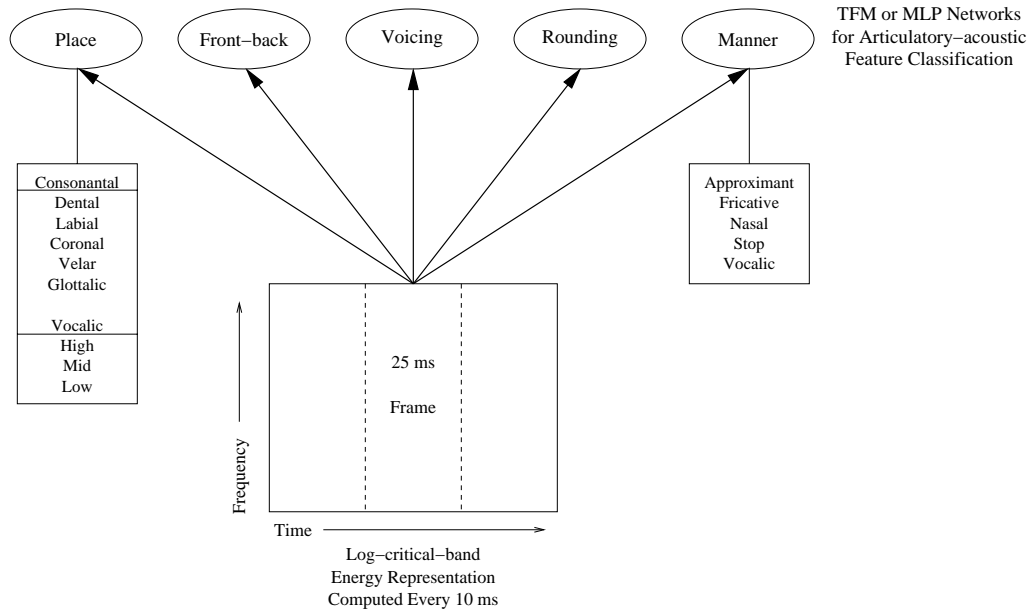 Place
Front−back
Voicing
Rounding
Manner
TFM or MLP Networks
for Articulatory−acoustic
Feature Classification
Consonantal
Dental
Labial
Coronal
Velar
Glottalic
Vocalic
High
Mid
Low
Approximant
Fricative
Nasal
Stop
Vocalic
25 ms
Frame
Frequency
Time
Log−critical−band
Energy Representation
Computed Every 10 ms